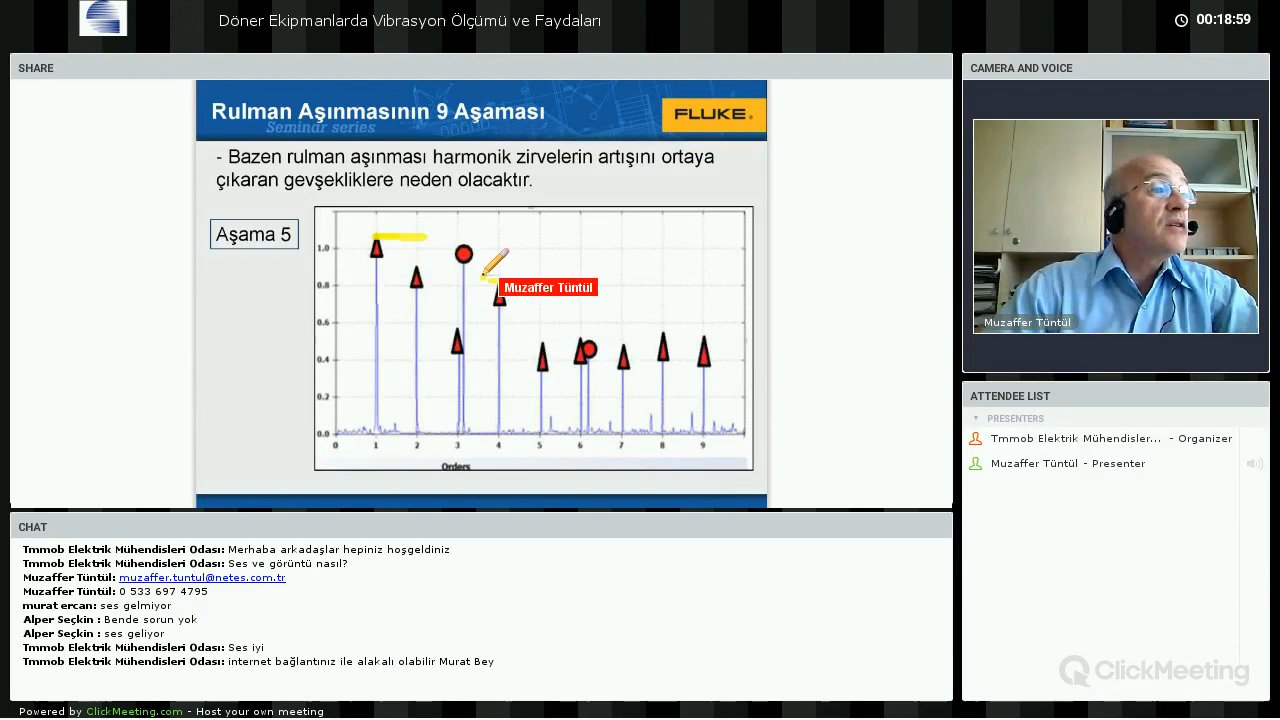 Döner Ekipmanlarda Vibrasyon Ölçümü ve Faydaları
00:18:59
SHARE
Rulman Aşınmasının 9 Aşaması
Seminar series
FLUKE®
- Bazen rulman aşınması harmonik zirvelerin artışını ortaya
çıkaran gevşekliklere neden olacaktır.
Aşama 5
1.0
0.8
0.6
0.4
0.2
0.0
0 1 2 3 4 5 6 7 8 9
Orders
Muzaffer Tüntül
CAMERA AND VOICE
Muzaffer Tüntül
ATTENDEE LIST
PRESENTERS
Tmmob Elektrik Mühendisler... - Organizer
Muzaffer Tüntül - Presenter
CHAT
Tmmob Elektrik Mühendisleri Odası: Merhaba arkadaşlar hepiniz hoşgeldiniz
Tmmob Elektrik Mühendisleri Odası: Ses ve görüntü nasıl?
Muzaffer Tüntül: muzaffer.tuntul@netes.com.tr
Muzaffer Tüntül: 0 533 697 4795
murat ercan: ses gelmiyor
Alper Seçkin : Bende sorun yok
Alper Seçkin : ses geliyor
Tmmob Elektrik Mühendisleri Odası: Ses iyi
Tmmob Elektrik Mühendisleri Odası: internet bağlantınız ile alakalı olabilir Murat Bey
ClickMeeting
Powered by ClickMeeting.com - Host your own meeting